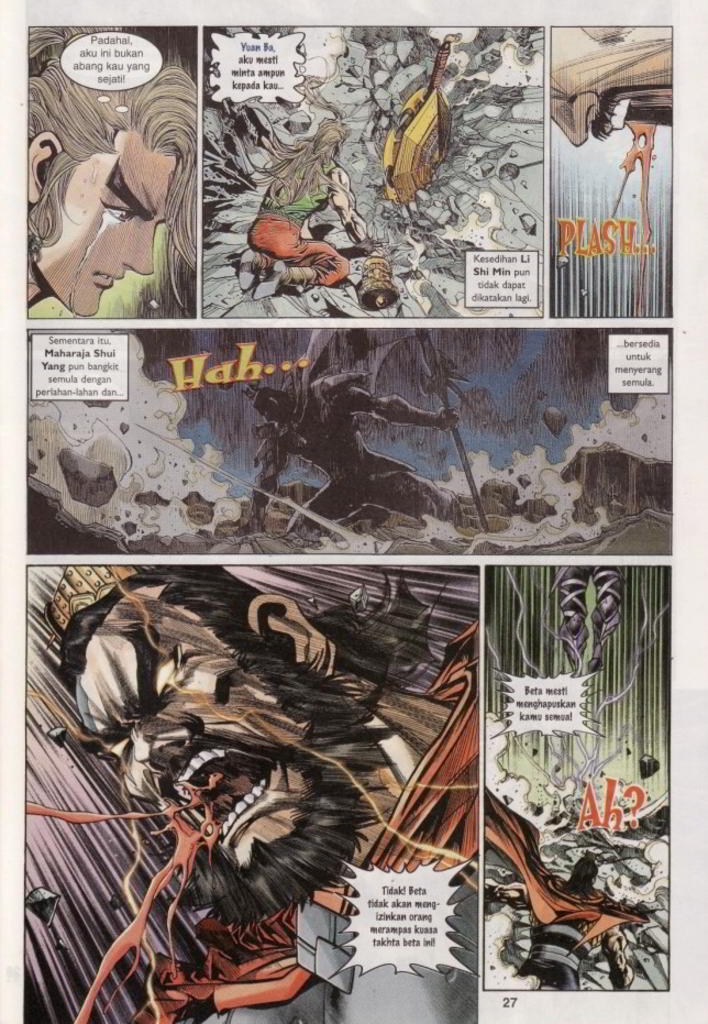 Padahal,
aku ini bukan
abang kau yang
sejati!
Yuan Ba,
aku mesti
minta ampun
kepada kau...
Kesedihan Li
Shi Min pun
tidak dapat
dikatakan lagi.
PLASH...
Sementara itu,
Maharaja Shui
Yang pun bangkit
semula dengan
perlahan-lahan dan...
Hah...
...bersedia
untuk
menyerang
semula.
Tidak! Beta
tidak akan meng-
izinkan orang
merampas kuasa
takhta beta ini!
Beta mesti
menghapuskan
kamu semua!
Ah?
27